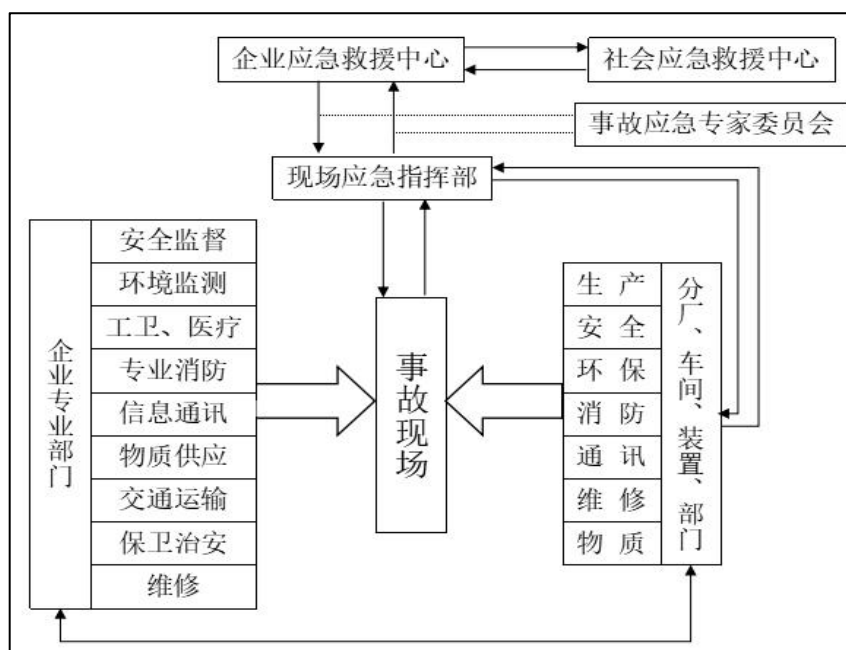 企业应急救援中心
社会应急救援中心
事故应急专家委员会
现场应急指挥部
企业专业部门
安全监督
环境监测
工卫、医疗
专业消防
信息通讯
物质供应
交通运输
保卫治安
维修
事故现场
生产
安全
环保
消防
通讯
维修
物质
分厂、车间、装置、部门